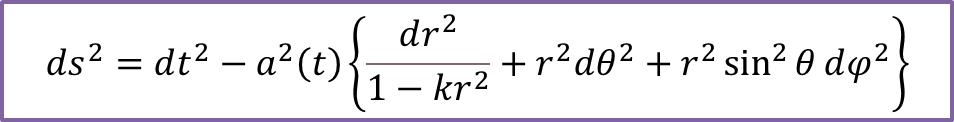 ds² = dt² − a²(t) { dr² / (1 − kr²) + r²dθ² + r² sin² θ dφ² }